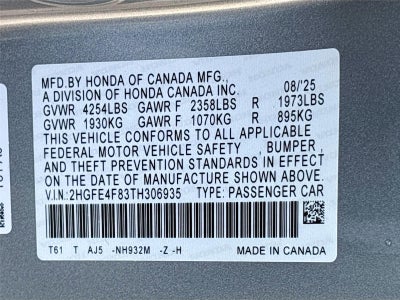 MFD.BY HONDA OF CANADA MFG.,
A DIVISION OF HONDA CANADA INC. 08/'25
GVWR 4254LBS GAWR F 2358LBS R 1973LBS
GVWR 1930KG GAWR F 1070KG R 895KG
THIS VEHICLE CONFORMS TO ALL APPLICABLE
FEDERAL MOTOR VEHICLE SAFETY , BUMPER ,
AND THEFT PREVENTION STANDARDS IN EFFECT
ON THE DATE OF MANUFACTURE SHOWN ABOVE.
V.I.N: 2HGFE4F83TH306935 TYPE: PASSENGER CAR
T61 T AJ5 -NH932M -Z -H MADE IN CANADA